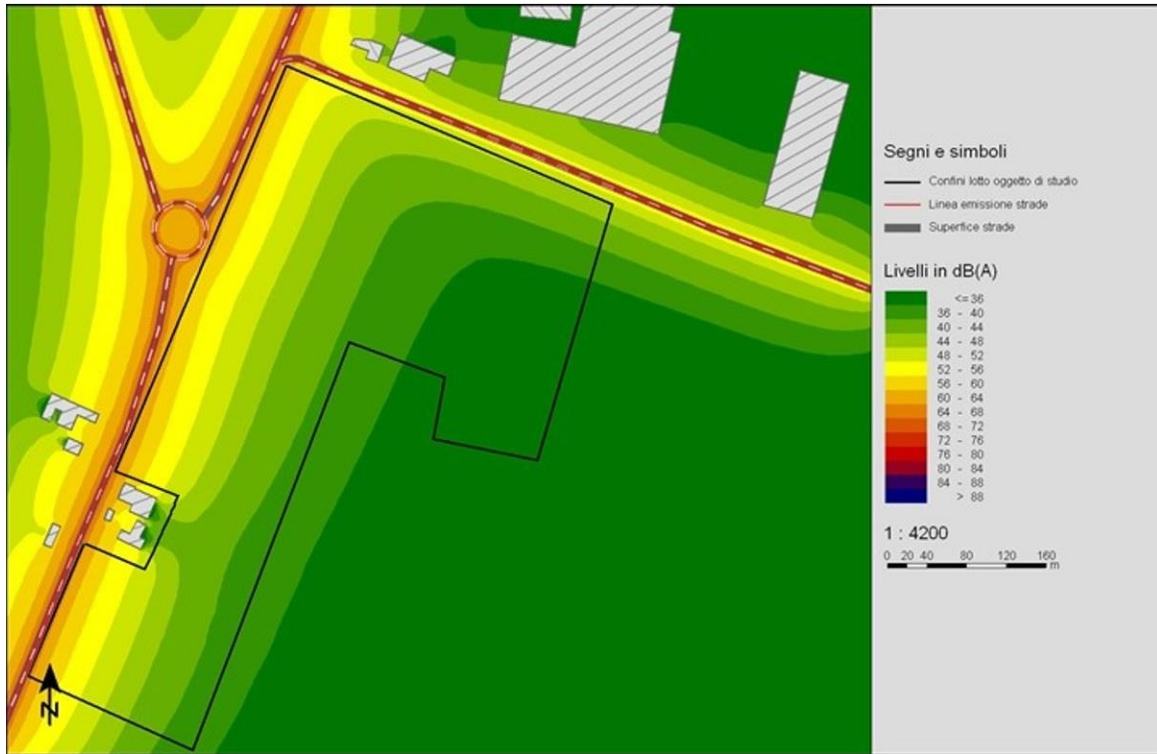 Segni e simboli
Confini lotto oggetto di studio
Linea emissione strade
Superfice strade
Livelli in dB(A)
<= 36
36 - 40
40 - 44
44 - 48
48 - 52
52 - 56
56 - 60
60 - 64
64 - 68
68 - 72
72 - 76
76 - 80
80 - 84
84 - 88
> 88
1 : 4200
0 20 40 80 120 160
m
N